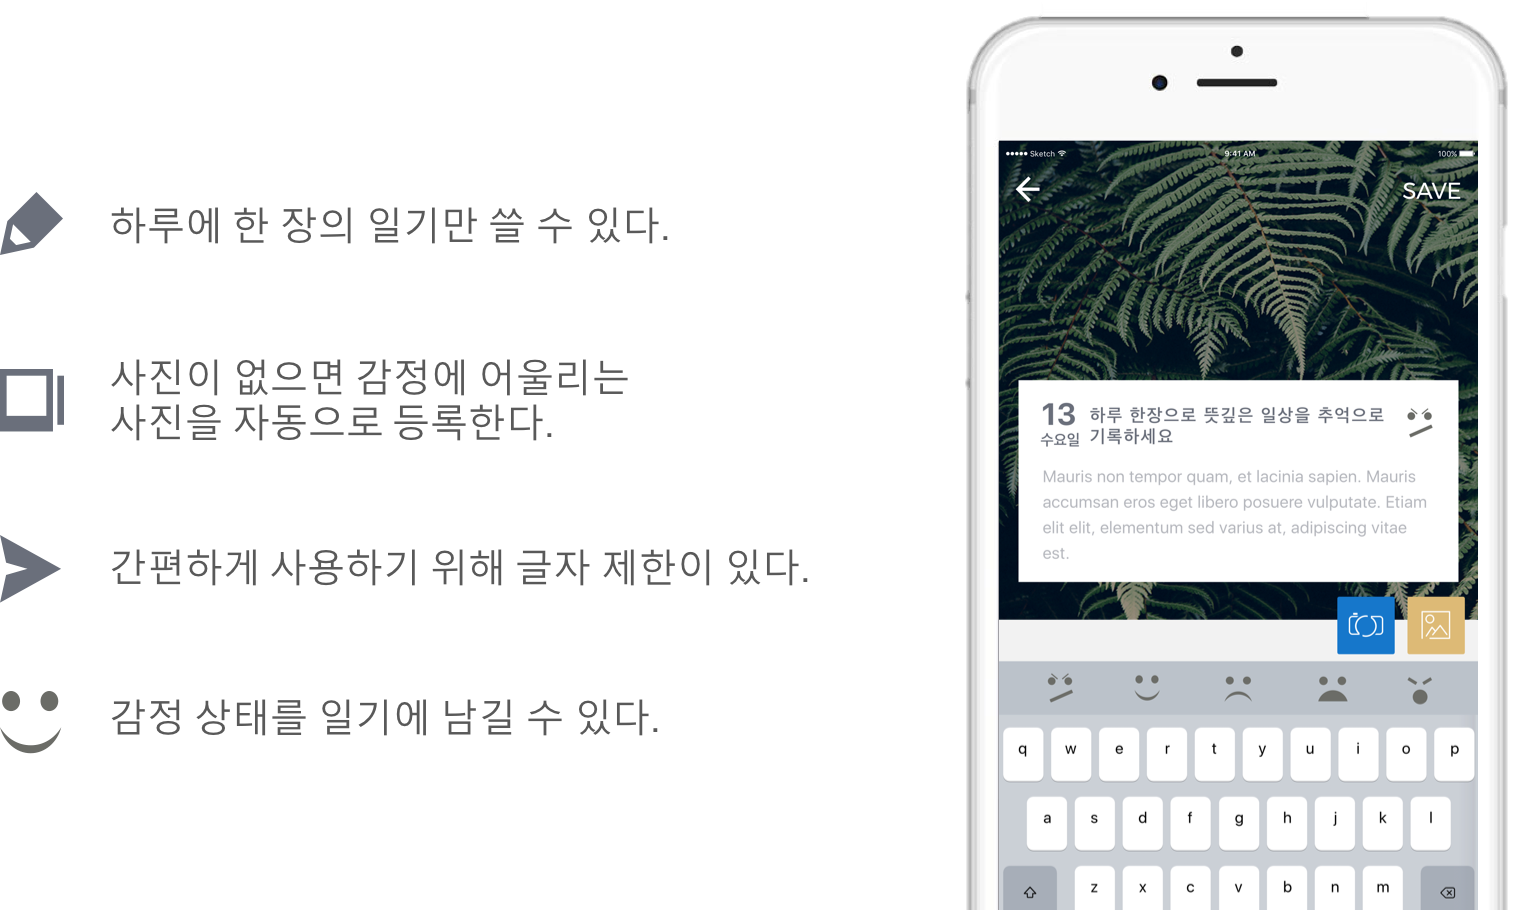 하루에 한 장의 일기만 쓸 수 있다.
사진이 없으면 감정에 어울리는
사진을 자동으로 등록한다.
간편하게 사용하기 위해 글자 제한이 있다.
감정 상태를 일기에 남길 수 있다.
Sketch 9:41 AM 100%
SAVE
13 하루 한장으로 뜻깊은 일상을 추억으로
수요일 기록하세요
Mauris non tempor quam, et lacinia sapien. Mauris
accumsan eros eget libero posuere vulputate. Etiam
elit elit, elementum sed varius at, adipiscing vitae
est.
q w e r t y u i o p
a s d f g h j k l
z x c v b n m